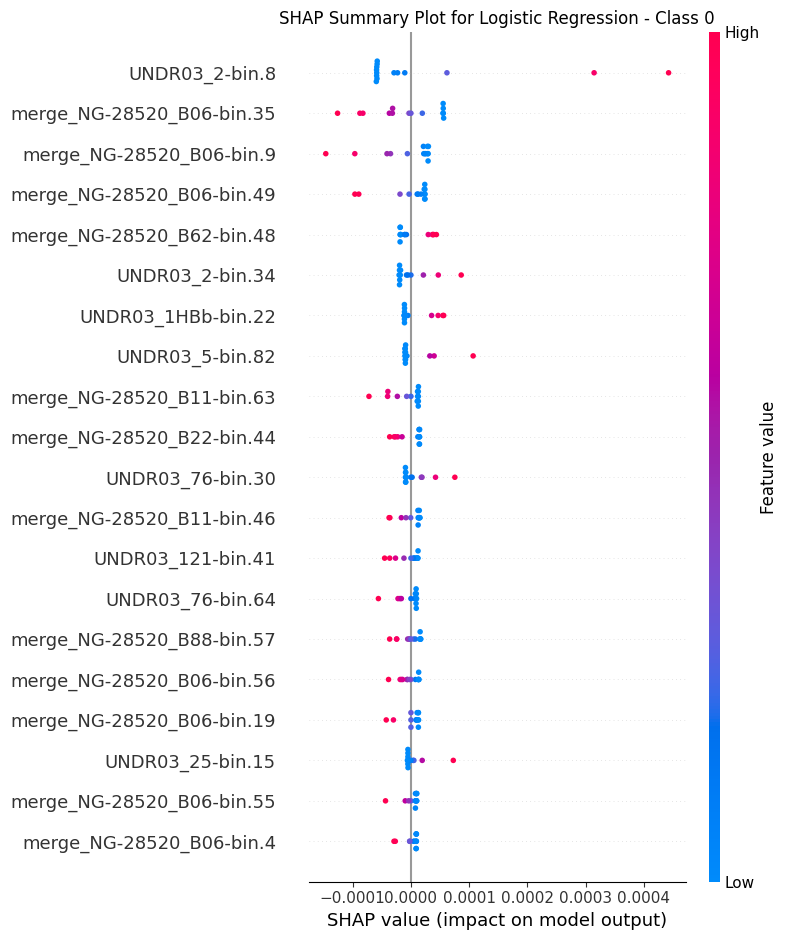 SHAP Summary Plot for Logistic Regression - Class 0
High
UNDR03_2-bin.8
merge_NG-28520_B06-bin.35
merge_NG-28520_B06-bin.9
merge_NG-28520_B06-bin.49
merge_NG-28520_B62-bin.48
UNDR03_2-bin.34
UNDR03_1HBb-bin.22
UNDR03_5-bin.82
merge_NG-28520_B11-bin.63
merge_NG-28520_B22-bin.44
UNDR03_76-bin.30
merge_NG-28520_B11-bin.46
UNDR03_121-bin.41
UNDR03_76-bin.64
merge_NG-28520_B88-bin.57
merge_NG-28520_B06-bin.56
merge_NG-28520_B06-bin.19
UNDR03_25-bin.15
merge_NG-28520_B06-bin.55
merge_NG-28520_B06-bin.4
Feature value
Low
−0.0001 0.0000 0.0001 0.0002 0.0003 0.0004
SHAP value (impact on model output)